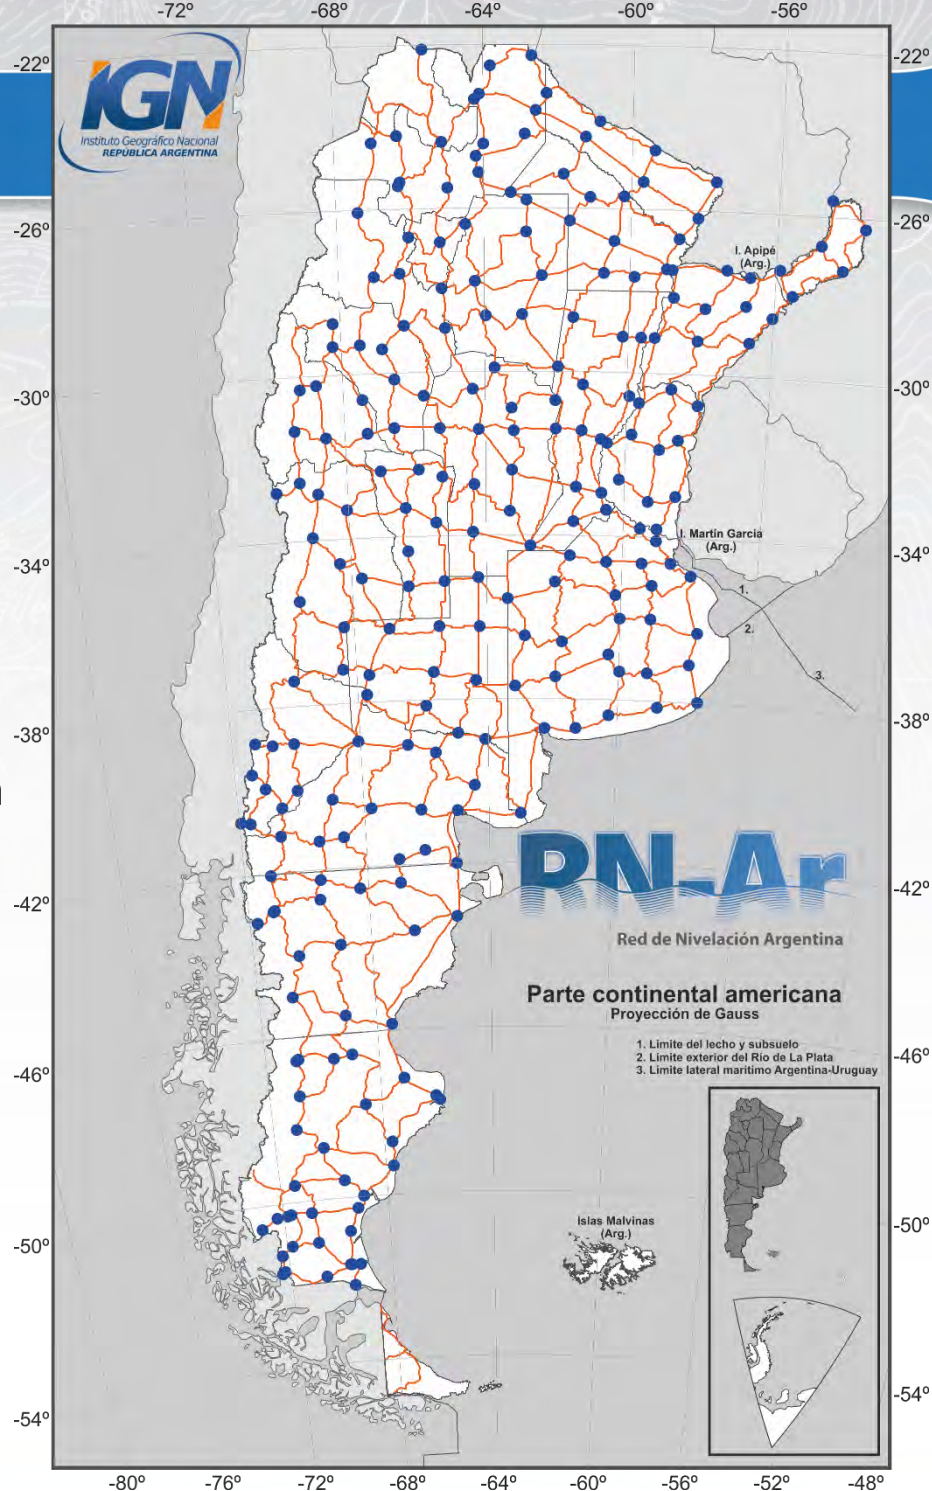 -72º -68º -64º -60º -56º
-22º
-22º
IGN
Instituto Geográfico Nacional
REPÚBLICA ARGENTINA
-26º
-26º
I. Apipé
(Arg.)
-30º
-30º
I. Martín García
(Arg.)
-34º
-34º
1.
2.
3.
-38º
-38º
RN-Ar
-42º
-42º
Red de Nivelación Argentina
Parte continental americana
Proyección de Gauss
1. Limite del lecho y subsuelo
2. Limite exterior del Río de La Plata
3. Limite lateral marítimo Argentina-Uruguay
-46º
-46º
Islas Malvinas
(Arg.)
-50º
-50º
-54º
-54º
-80º -76º -72º -68º -64º -60º -56º -52º -48º